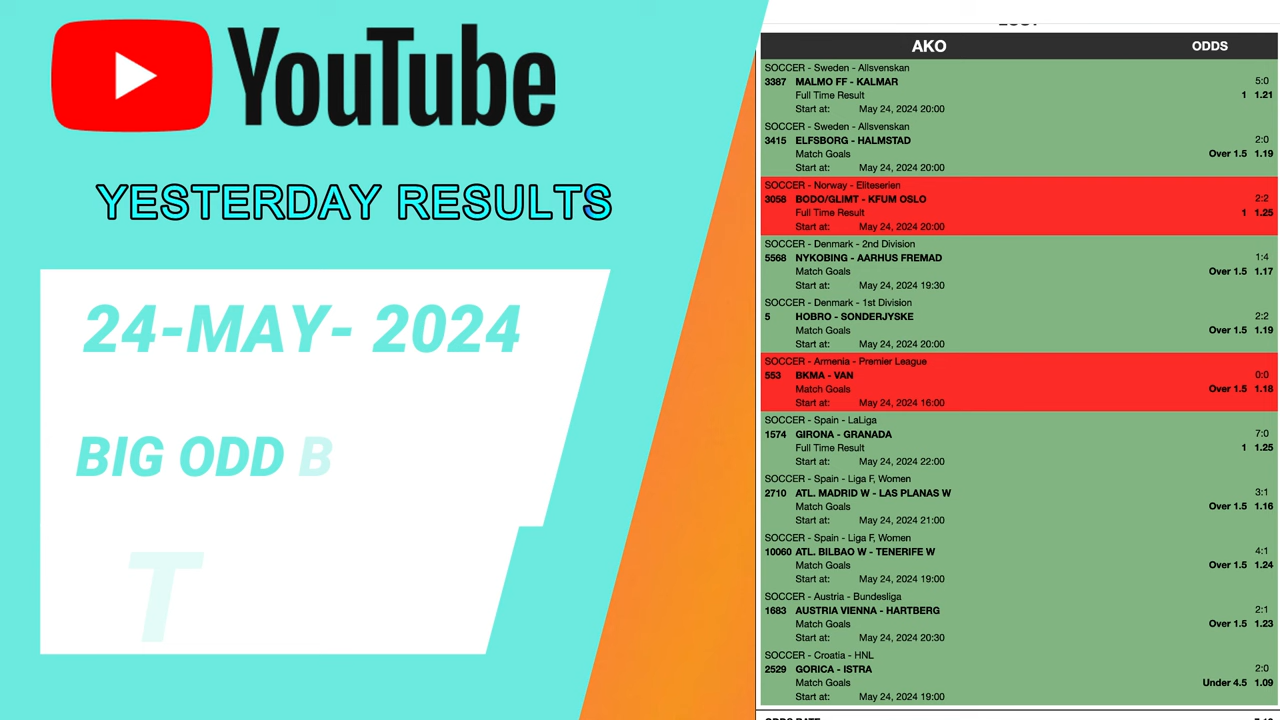 YouTube
YESTERDAY RESULTS
24-MAY- 2024
BIG ODD B
T
AKO ODDS
SOCCER - Sweden - Allsvenskan
3387 MALMO FF - KALMAR 5:0
Full Time Result 1 1.21
Start at: May 24, 2024 20:00
SOCCER - Sweden - Allsvenskan
3415 ELFSBORG - HALMSTAD 2:0
Match Goals Over 1.5 1.19
Start at: May 24, 2024 20:00
SOCCER - Norway - Eliteserien
3058 BODO/GLIMT - KFUM OSLO 2:2
Full Time Result 1 1.25
Start at: May 24, 2024 20:00
SOCCER - Denmark - 2nd Division
5568 NYKOBING - AARHUS FREMAD 1:4
Match Goals Over 1.5 1.17
Start at: May 24, 2024 19:30
SOCCER - Denmark - 1st Division
5 HOBRO - SONDERJYSKE 2:2
Match Goals Over 1.5 1.19
Start at: May 24, 2024 20:00
SOCCER - Armenia - Premier League
553 BKMA - VAN 0:0
Match Goals Over 1.5 1.18
Start at: May 24, 2024 16:00
SOCCER - Spain - LaLiga
1574 GIRONA - GRANADA 7:0
Full Time Result 1 1.25
Start at: May 24, 2024 22:00
SOCCER - Spain - Liga F, Women
2710 ATL. MADRID W - LAS PLANAS W 3:1
Match Goals Over 1.5 1.16
Start at: May 24, 2024 21:00
SOCCER - Spain - Liga F, Women
10060 ATL. BILBAO W - TENERIFE W 4:1
Match Goals Over 1.5 1.24
Start at: May 24, 2024 19:00
SOCCER - Austria - Bundesliga
1683 AUSTRIA VIENNA - HARTBERG 2:1
Match Goals Over 1.5 1.23
Start at: May 24, 2024 20:30
SOCCER - Croatia - HNL
2529 GORICA - ISTRA 2:0
Match Goals Under 4.5 1.09
Start at: May 24, 2024 19:00